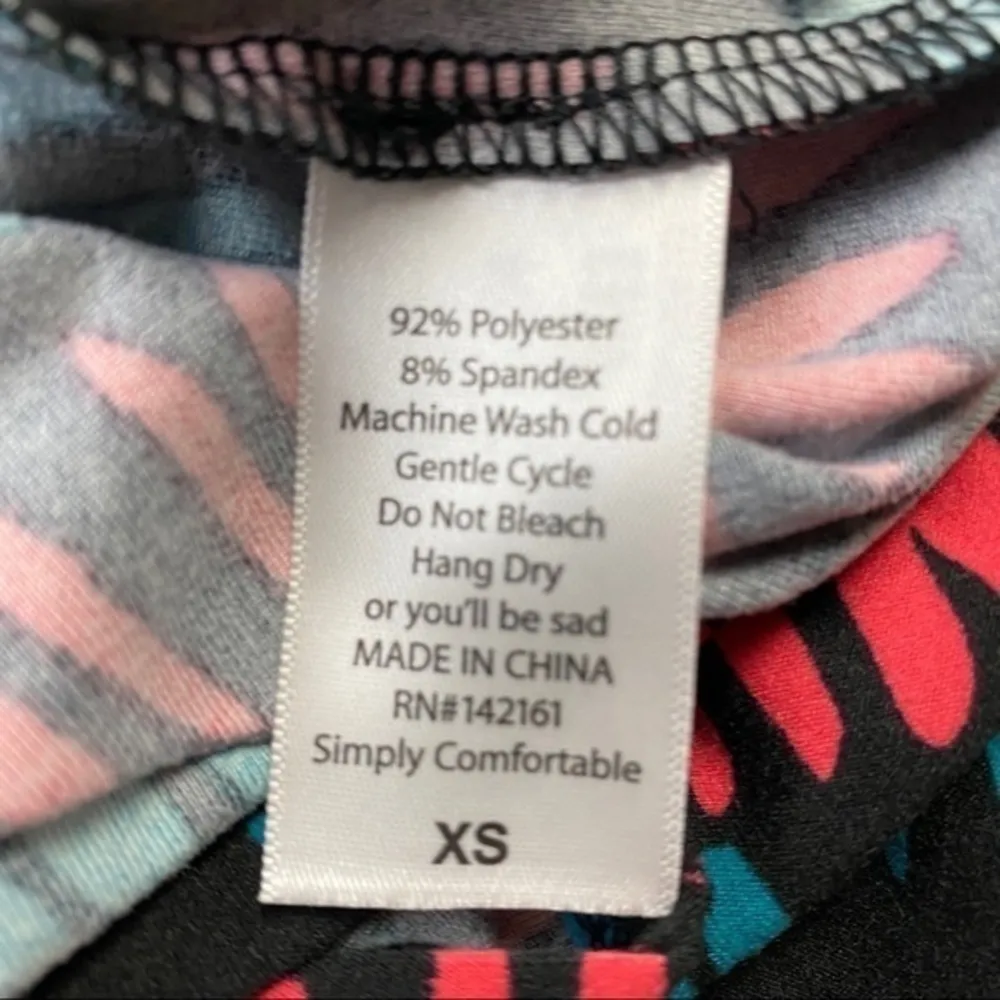 92% Polyester
8% Spandex
Machine Wash Cold
Gentle Cycle
Do Not Bleach
Hang Dry
or you'll be sad
MADE IN CHINA
RN#142161
Simply Comfortable
XS